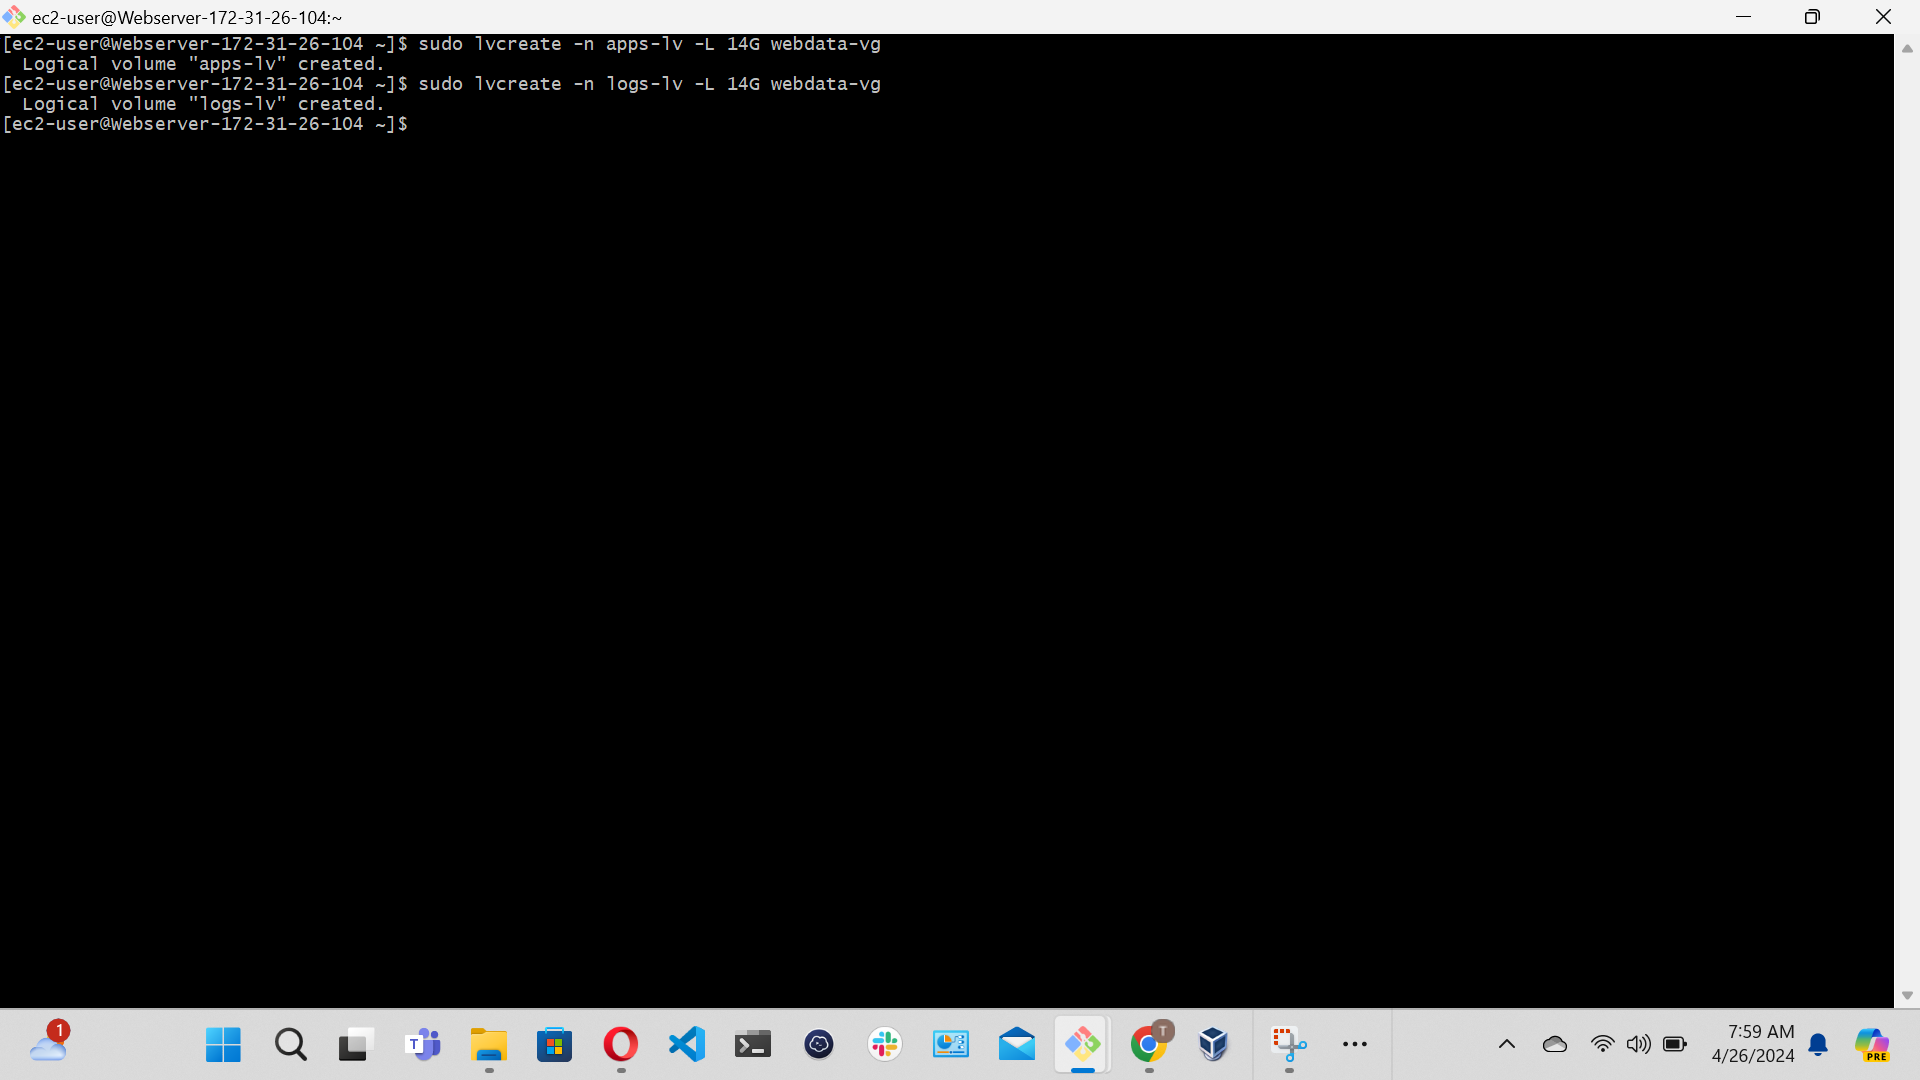 ec2-user@Webserver-172-31-26-104:~
[ec2-user@Webserver-172-31-26-104 ~]$ sudo lvcreate -n apps-lv -L 14G webdata-vg
  Logical volume "apps-lv" created.
[ec2-user@Webserver-172-31-26-104 ~]$ sudo lvcreate -n logs-lv -L 14G webdata-vg
  Logical volume "logs-lv" created.
[ec2-user@Webserver-172-31-26-104 ~]$
1
T
T
7:59 AM
4/26/2024
PRE